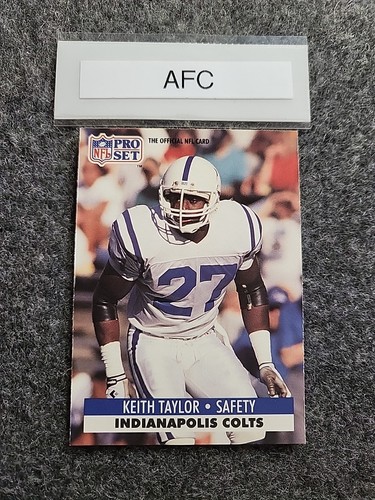 AFC
NFL PRO SET
THE OFFICIAL NFL CARD
27
KEITH TAYLOR • SAFETY
INDIANAPOLIS COLTS